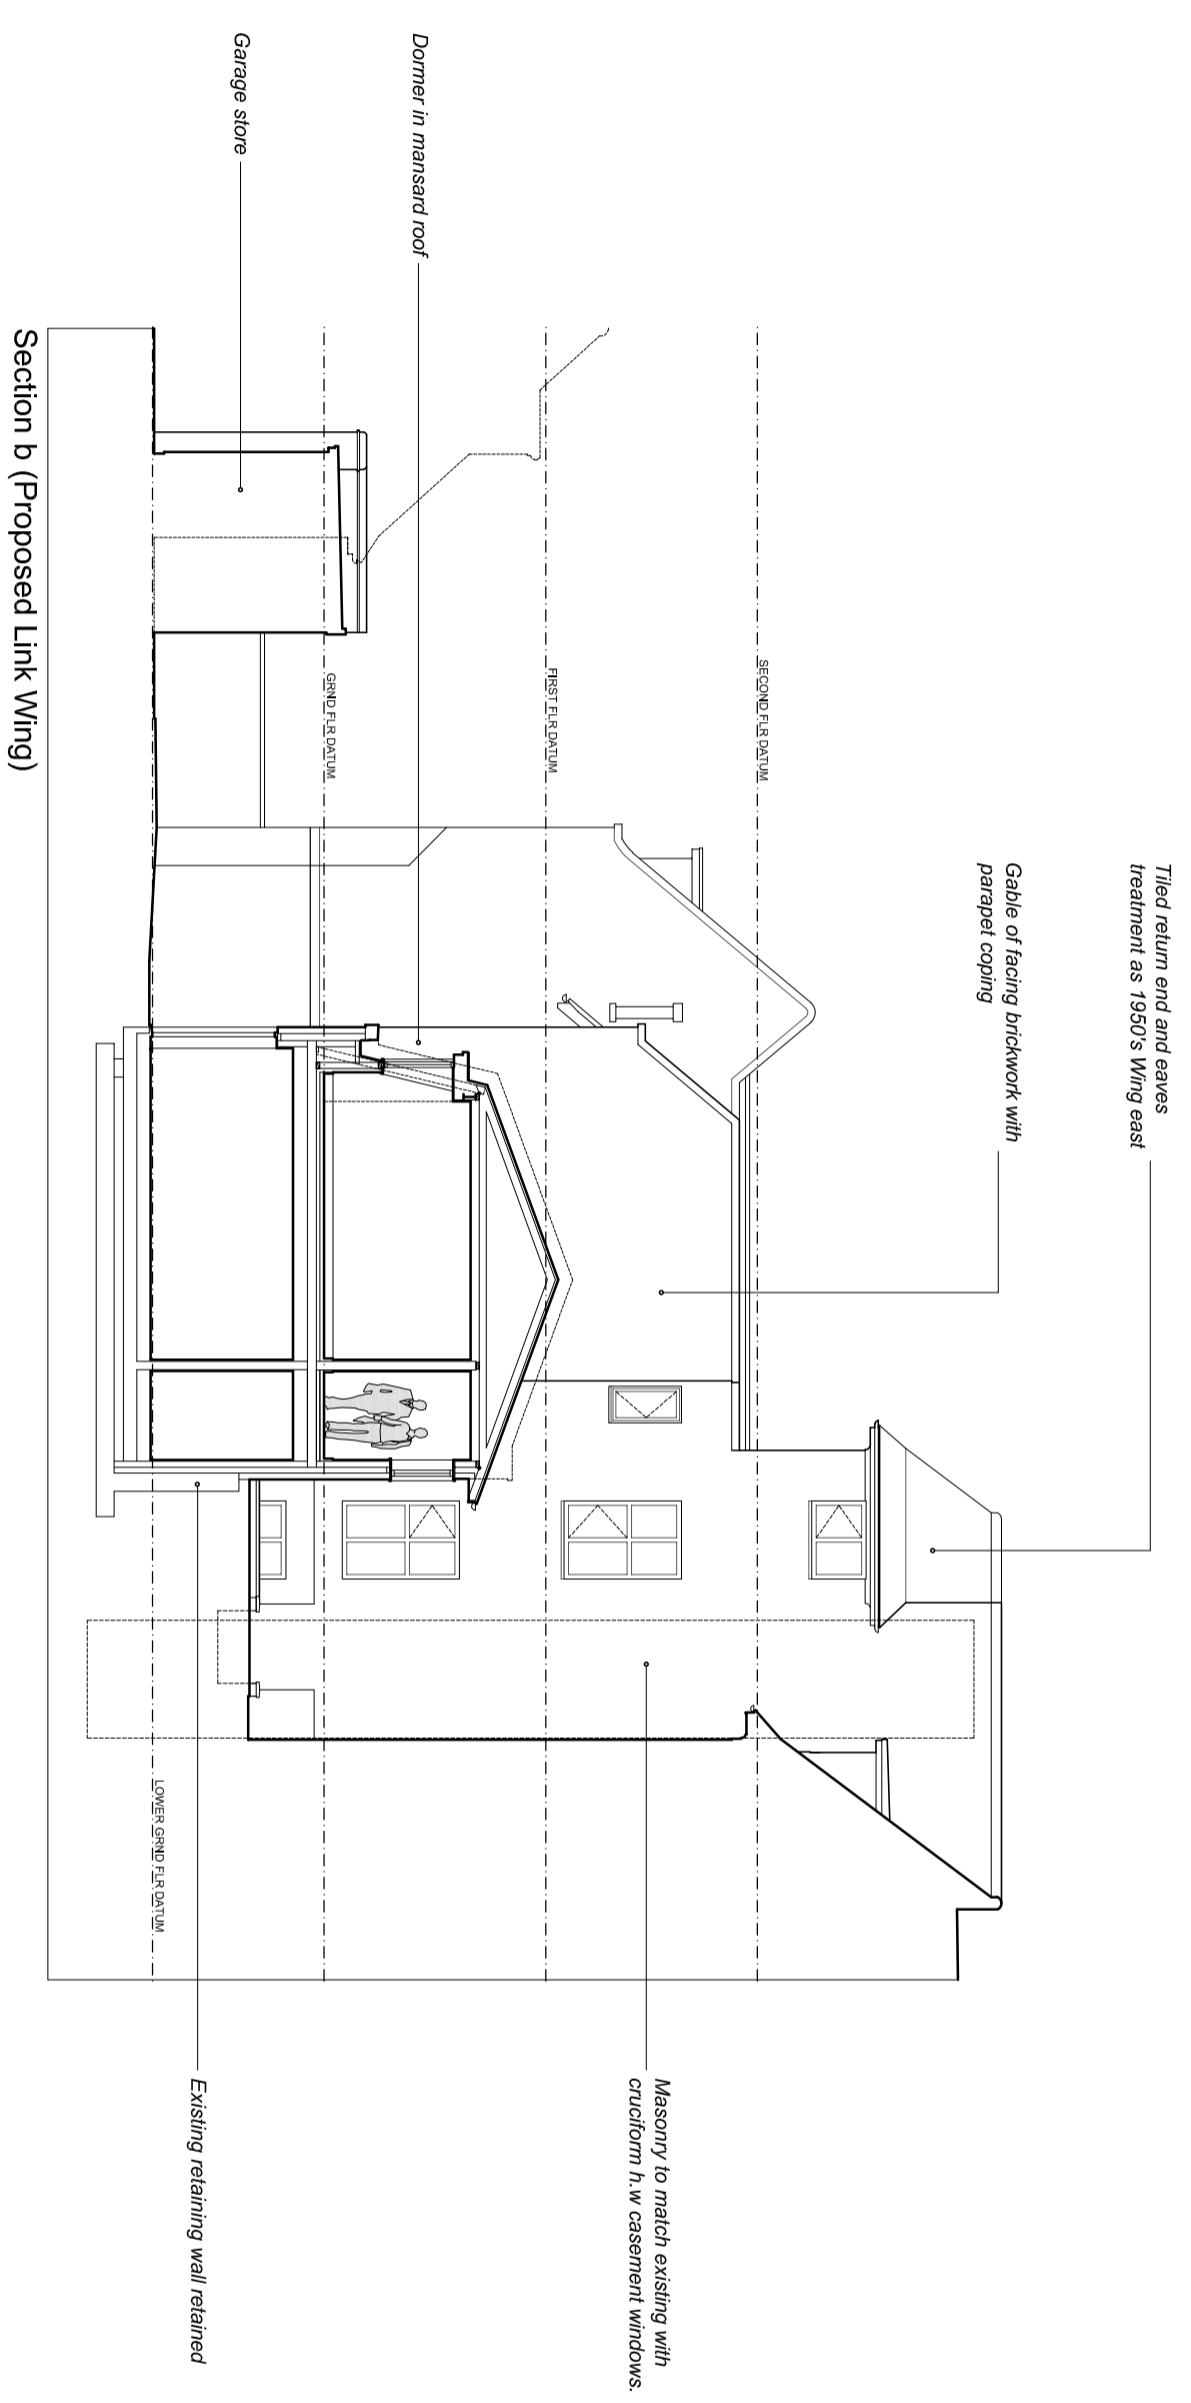 Tiled return end and eaves
treatment as 1950's Wing east
Gable of facing brickwork with
parapet coping
SECOND FLR DATUM
FIRST FLR DATUM
GRND FLR DATUM
LOWER GRND FLR DATUM
Dormer in mansard roof
Garage store
Masonry to match existing with
cruciform h.w casement windows.
Existing retaining wall retained
Section b (Proposed Link Wing)